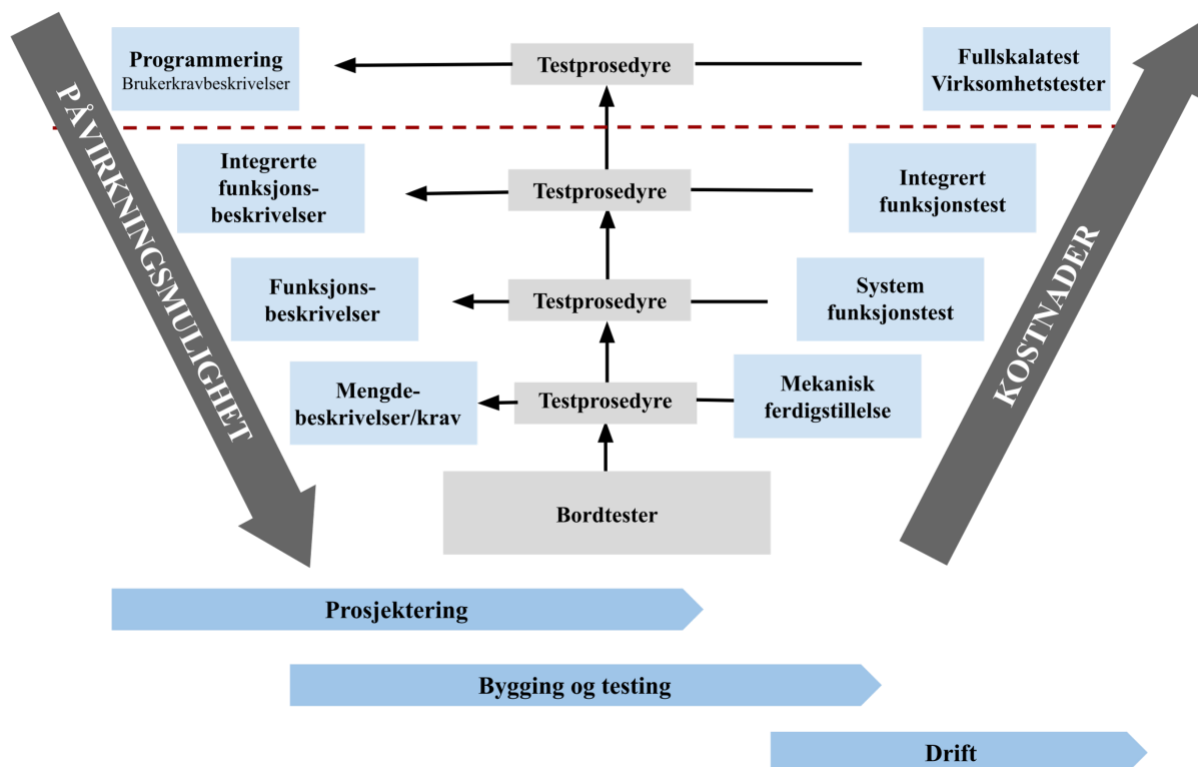 Programmering
Brukerkravbeskrivelser
Testprosedyre
Fullskalatest
Virksomhetstester
PÅVIRKNINGSMULIGHET
KOSTNADER
Integrerte
funksjons-
beskrivelser
Testprosedyre
Integrert
funksjonstest
Funksjons-
beskrivelser
Testprosedyre
System
funksjonstest
Mengde-
beskrivelser/krav
Testprosedyre
Mekanisk
ferdigstillelse
Bordtester
Prosjektering
Bygging og testing
Drift